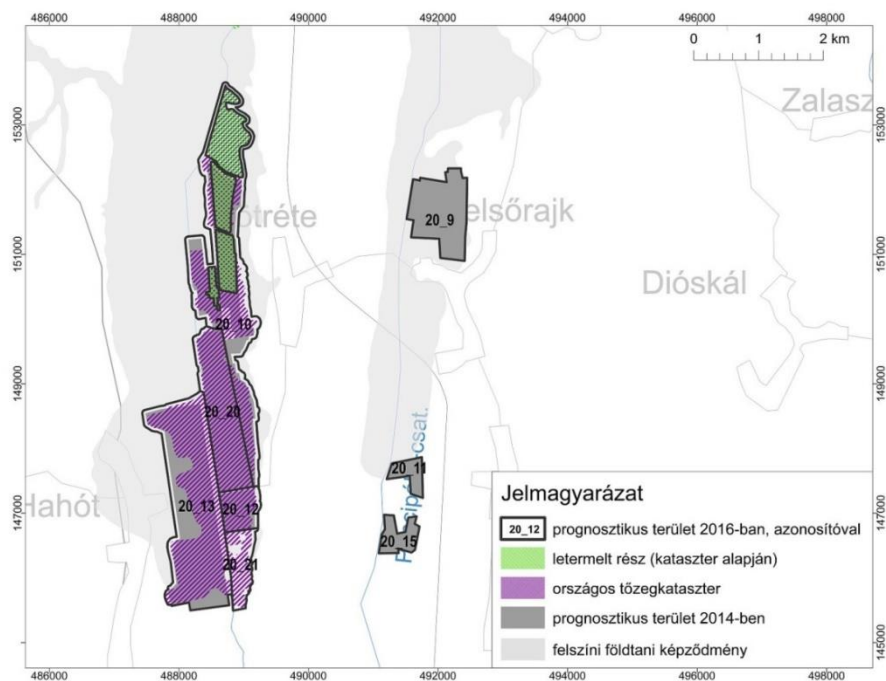 486000 488000 490000 492000 494000 496000 498000
0 1 2 km
Zalasz
153000 153000
ötréte
elsőrajk
20_9
151000 151000
Dióskál
20_10
149000 149000
20_20
20_11
csat.
Hahót
20_13
20_12
147000 147000
20_15
20_21
Jelmagyarázat
20_12 prognosztikus terület 2016-ban, azonosítóval
letermelt rész (kataszter alapján)
országos tőzegkataszter
prognosztikus terület 2014-ben
felszíni földtani képződmény
145000 145000
486000 488000 490000 492000 494000 496000 498000